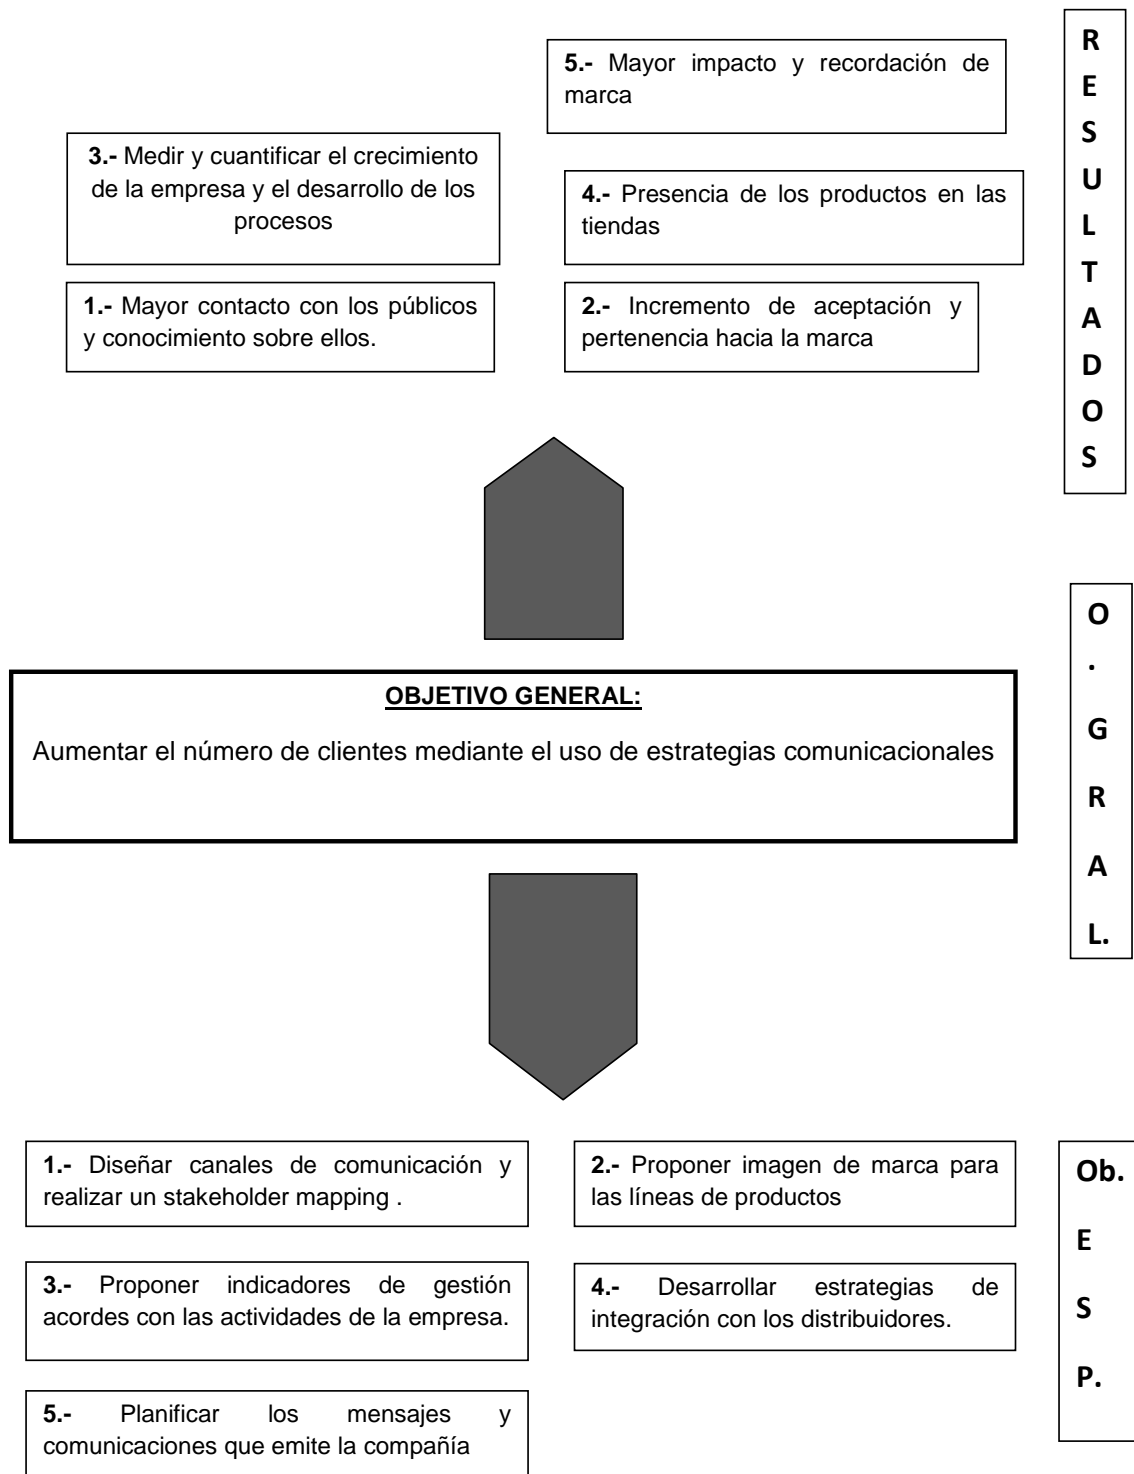 5.- Mayor impacto y recordación de
marca
3.- Medir y cuantificar el crecimiento
de la empresa y el desarrollo de los
procesos
4.- Presencia de los productos en las
tiendas
1.- Mayor contacto con los públicos
y conocimiento sobre ellos.
2.- Incremento de aceptación y
pertenencia hacia la marca
R
E
S
U
L
T
A
D
O
S
OBJETIVO GENERAL:
Aumentar el número de clientes mediante el uso de estrategias comunicacionales
O
.
G
R
A
L.
1.- Diseñar canales de comunicación y
realizar un stakeholder mapping .
2.- Proponer imagen de marca para
las líneas de productos
3.- Proponer indicadores de gestión
acordes con las actividades de la empresa.
4.- Desarrollar estrategias de
integración con los distribuidores.
5.- Planificar los mensajes y
comunicaciones que emite la compañía
Ob.
E
S
P.